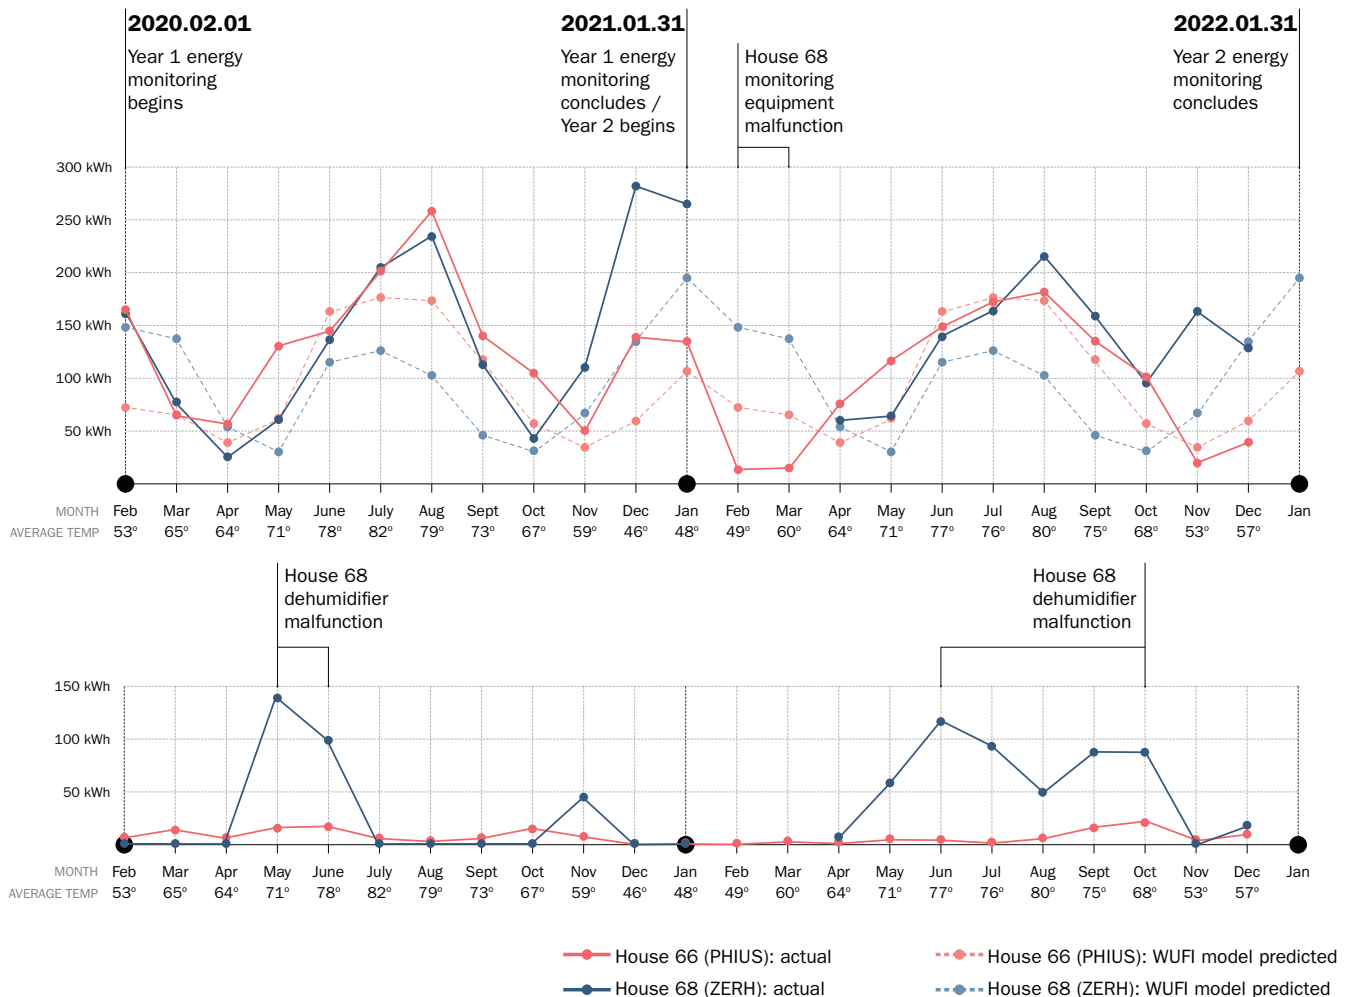 2020.02.01
Year 1 energy
monitoring
begins
2021.01.31
Year 1 energy
monitoring
concludes /
Year 2 begins
House 68
monitoring
equipment
malfunction
2022.01.31
Year 2 energy
monitoring
concludes
300 kWh
250 kWh
200 kWh
150 kWh
100 kWh
50 kWh
MONTH Feb Mar Apr May June July Aug Sept Oct Nov Dec Jan Feb Mar Apr May Jun Jul Aug Sept Oct Nov Dec Jan
AVERAGE TEMP 53° 65° 64° 71° 78° 82° 79° 73° 67° 59° 46° 48° 49° 60° 64° 71° 77° 76° 80° 75° 68° 53° 57°
House 68
dehumidifier
malfunction
House 68
dehumidifier
malfunction
150 kWh
100 kWh
50 kWh
MONTH Feb Mar Apr May June July Aug Sept Oct Nov Dec Jan Feb Mar Apr May Jun Jul Aug Sept Oct Nov Dec Jan
AVERAGE TEMP 53° 65° 64° 71° 78° 82° 79° 73° 67° 59° 46° 48° 49° 60° 64° 71° 77° 76° 80° 75° 68° 53° 57°
House 66 (PHIUS): actual House 66 (PHIUS): WUFI model predicted
House 68 (ZERH): actual House 68 (ZERH): WUFI model predicted